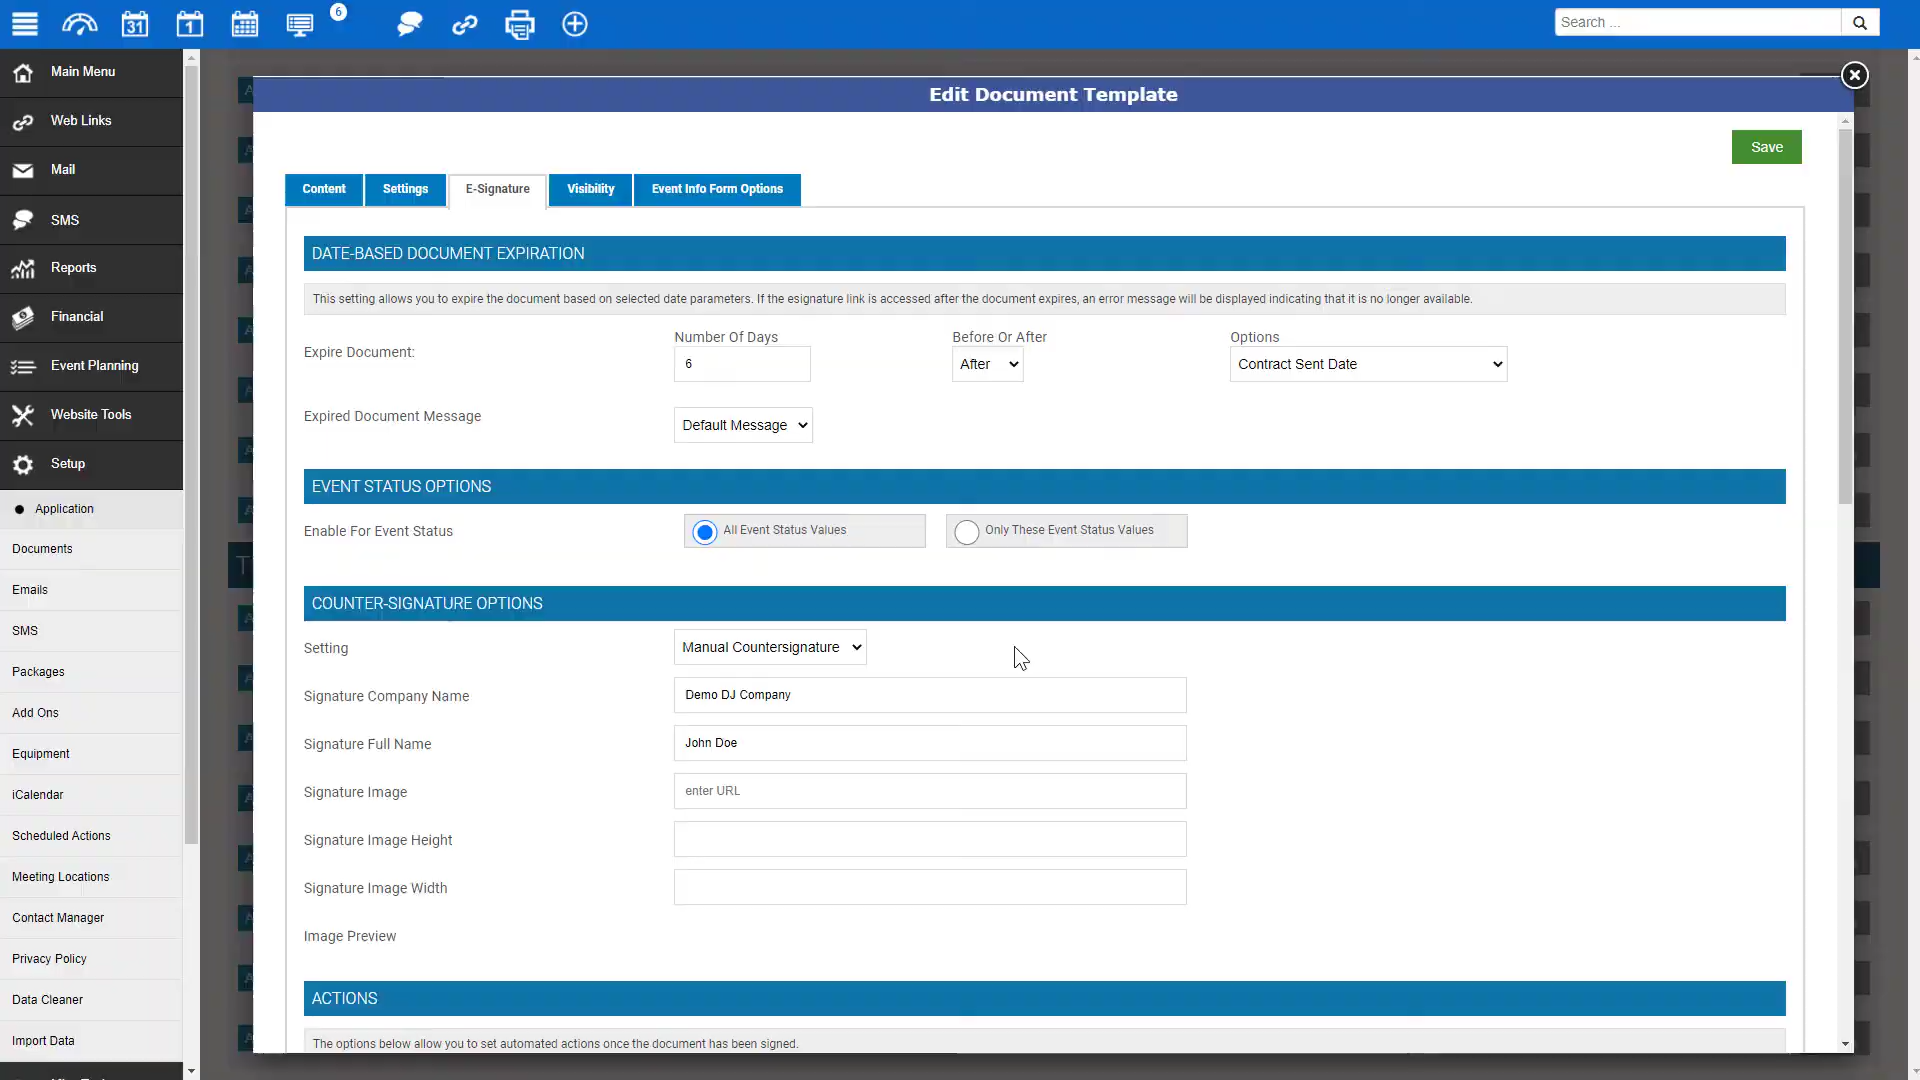 31
1
6
Search ...
Main Menu
Web Links
Mail
SMS
Reports
Financial
Event Planning
Website Tools
Setup
Application
Documents
Emails
SMS
Packages
Add Ons
Equipment
iCalendar
Scheduled Actions
Meeting Locations
Contact Manager
Privacy Policy
Data Cleaner
Import Data
Edit Document Template
Save
Content
Settings
E-Signature
Visibility
Event Info Form Options
DATE-BASED DOCUMENT EXPIRATION
This setting allows you to expire the document based on selected date parameters. If the esignature link is accessed after the document expires, an error message will be displayed indicating that it is no longer available.
Number Of Days
Before Or After
Options
Expire Document:
6
After
Contract Sent Date
Expired Document Message
Default Message
EVENT STATUS OPTIONS
Enable For Event Status
All Event Status Values
Only These Event Status Values
COUNTER-SIGNATURE OPTIONS
Setting
Manual Countersignature
Signature Company Name
Demo DJ Company
Signature Full Name
John Doe
Signature Image
enter URL
Signature Image Height
Signature Image Width
Image Preview
ACTIONS
The options below allow you to set automated actions once the document has been signed.